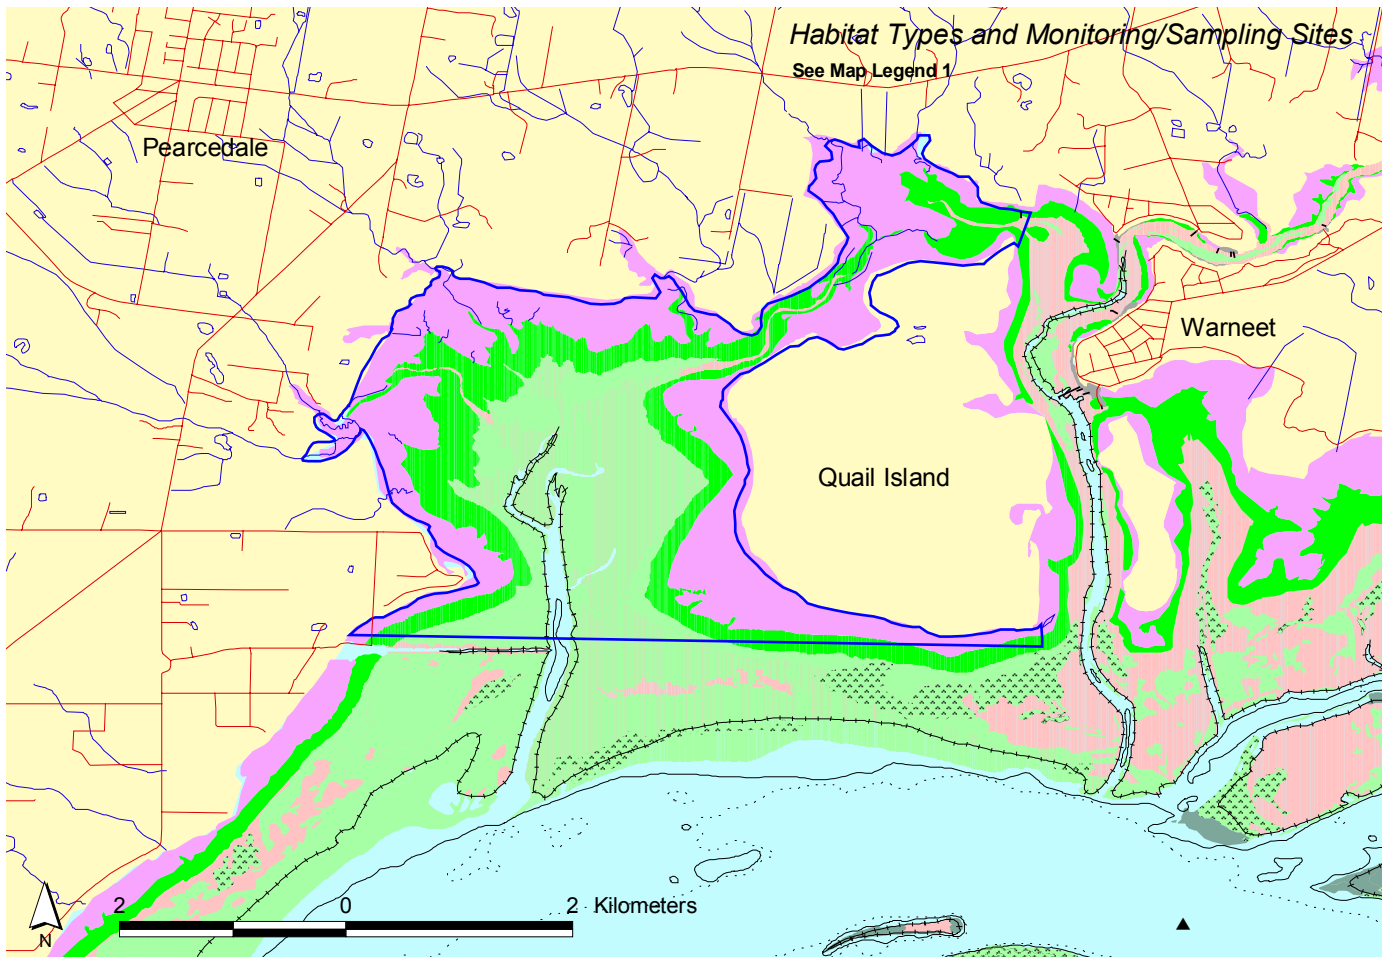 Habitat Types and Monitoring/Sampling Sites
See Map Legend 1
Pearcedale
Warneet
Quail Island
2 0 2 Kilometers
N